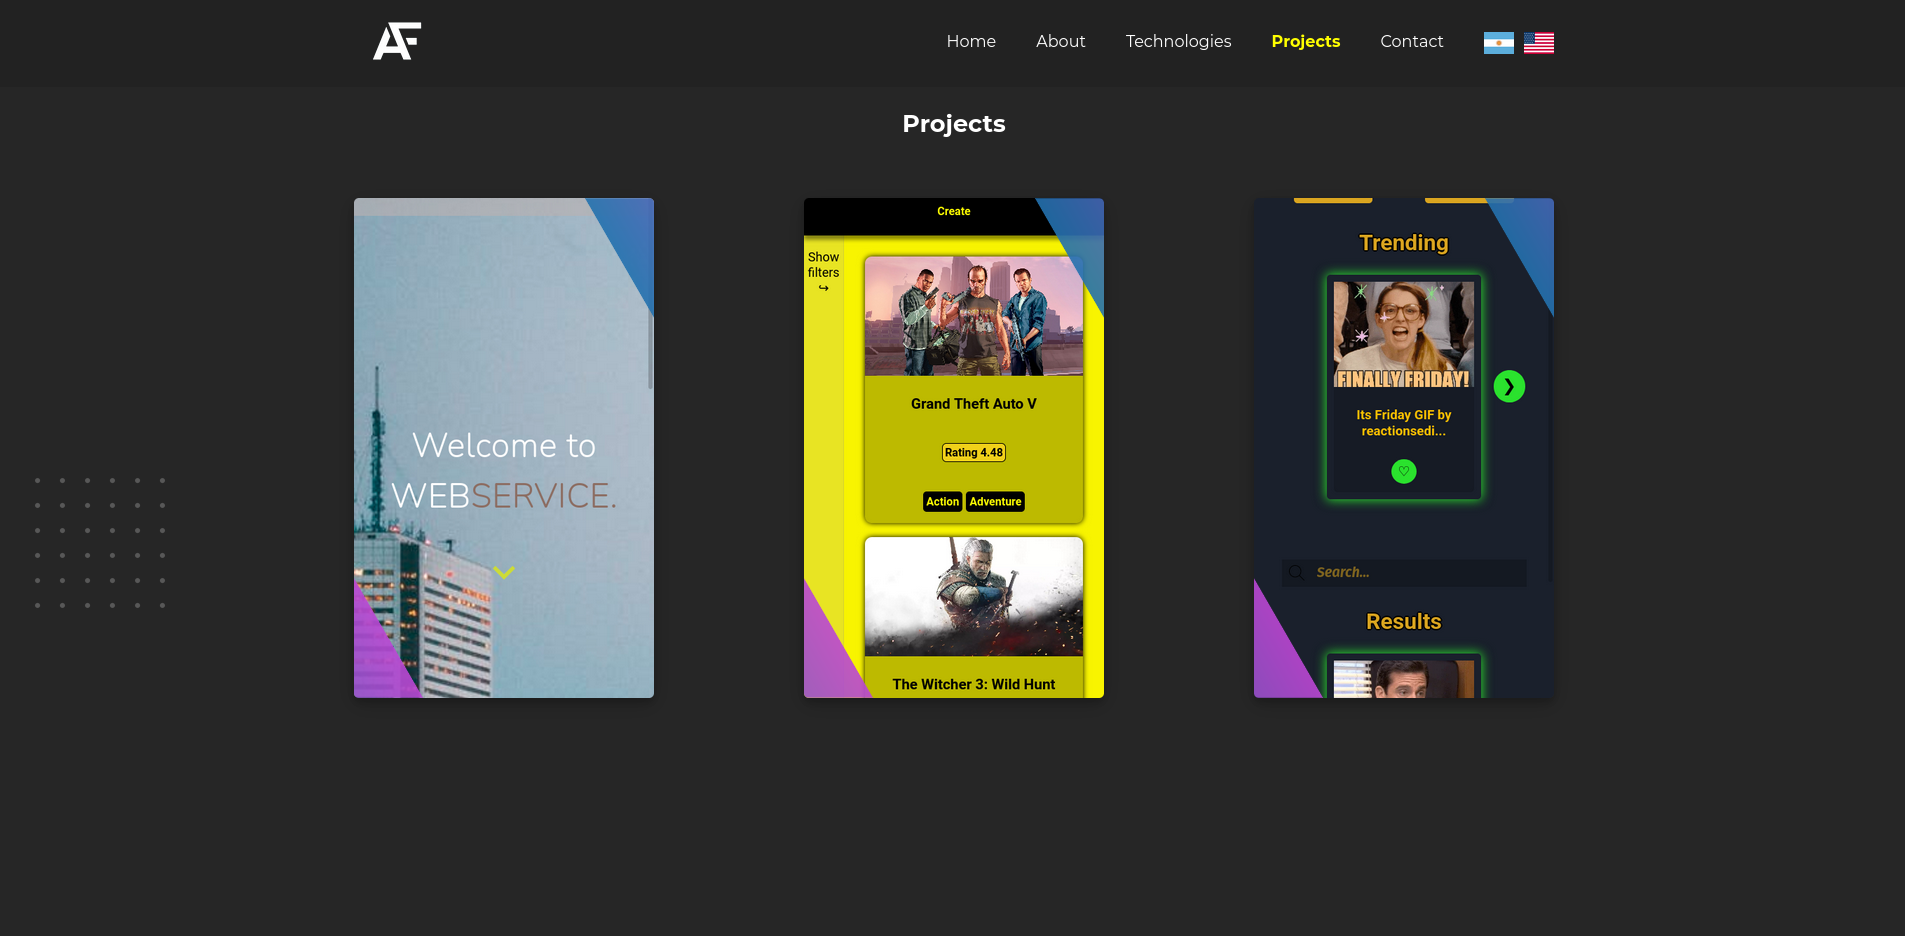 AF
Home
About
Technologies
Projects
Contact
Projects
Welcome to
WEBSERVICE.
Create
Show
filters
↪
Grand Theft Auto V
Rating 4.48
Action
Adventure
The Witcher 3: Wild Hunt
Trending
FINALLY FRIDAY!
Its Friday GIF by
reactionsedi...
Search...
Results